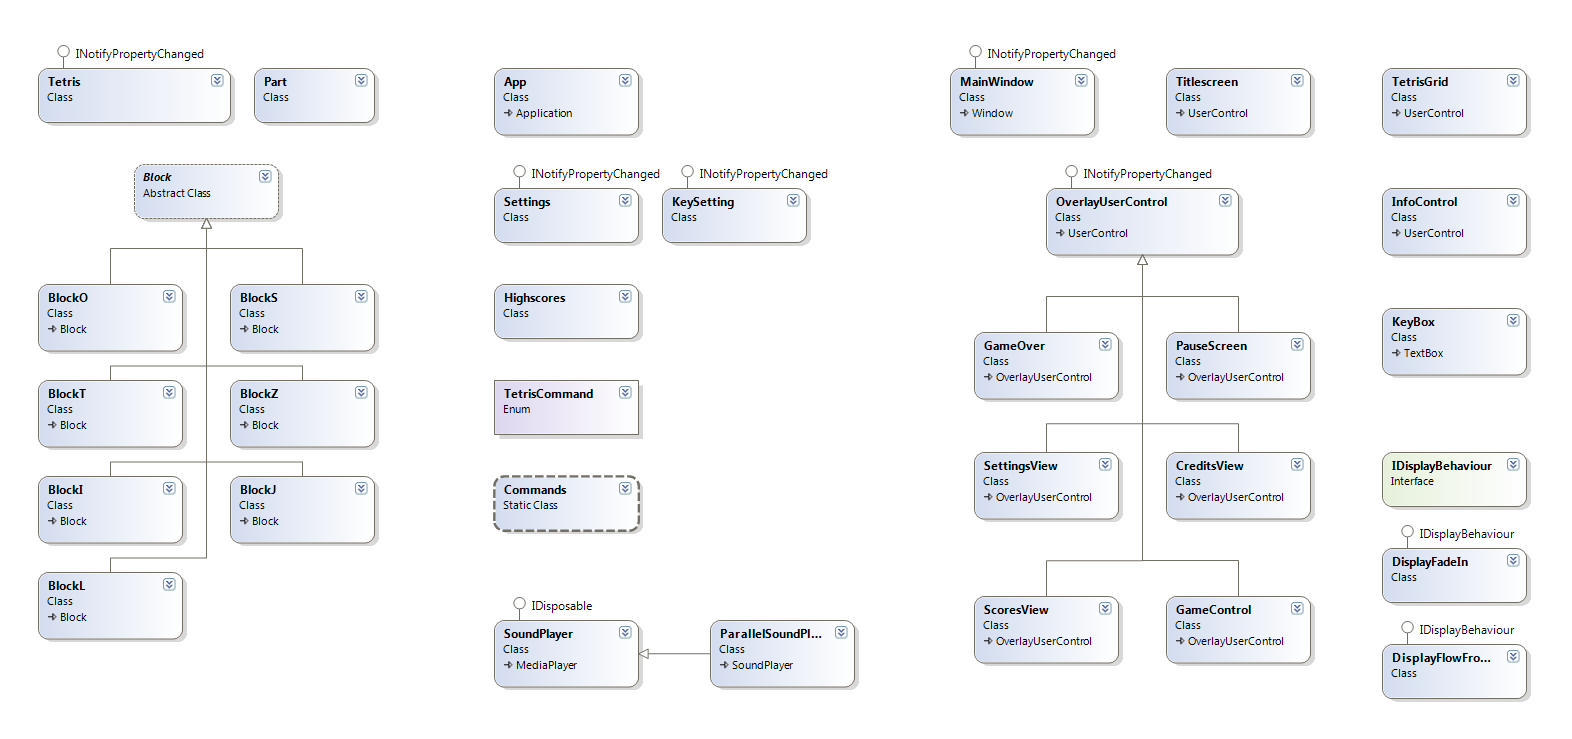 INotifyPropertyChanged
Tetris
Class
Part
Class
Block
Abstract Class
BlockO
Class
Block
BlockS
Class
Block
BlockT
Class
Block
BlockZ
Class
Block
BlockI
Class
Block
BlockJ
Class
Block
BlockL
Class
Block
App
Class
Application
INotifyPropertyChanged
Settings
Class
INotifyPropertyChanged
KeySetting
Class
Highscores
Class
TetrisCommand
Enum
Commands
Static Class
IDisposable
SoundPlayer
Class
MediaPlayer
ParallelSoundPl...
Class
SoundPlayer
INotifyPropertyChanged
MainWindow
Class
Window
Titlescreen
Class
UserControl
INotifyPropertyChanged
OverlayUserControl
Class
UserControl
GameOver
Class
OverlayUserControl
PauseScreen
Class
OverlayUserControl
SettingsView
Class
OverlayUserControl
CreditsView
Class
OverlayUserControl
ScoresView
Class
OverlayUserControl
GameControl
Class
OverlayUserControl
TetrisGrid
Class
UserControl
InfoControl
Class
UserControl
KeyBox
Class
TextBox
IDisplayBehaviour
Interface
IDisplayBehaviour
DisplayFadeIn
Class
IDisplayBehaviour
DisplayFlowFro...
Class